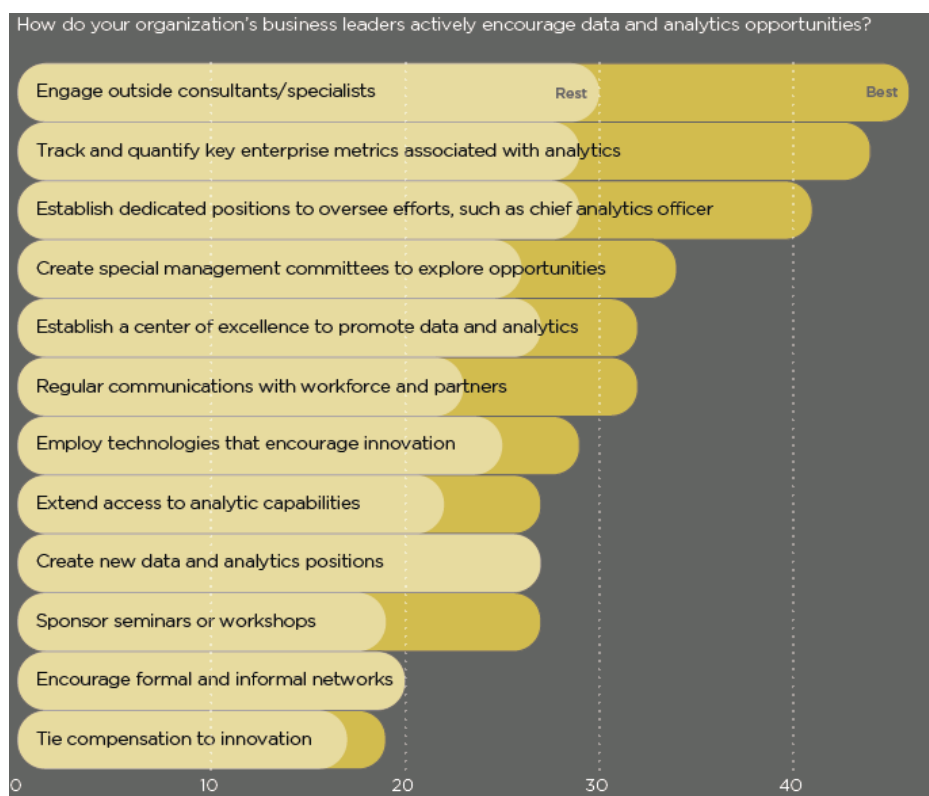 How do your organization's business leaders actively encourage data and analytics opportunities?
Engage outside consultants/specialists Rest Best
Track and quantify key enterprise metrics associated with analytics
Establish dedicated positions to oversee efforts, such as chief analytics officer
Create special management committees to explore opportunities
Establish a center of excellence to promote data and analytics
Regular communications with workforce and partners
Employ technologies that encourage innovation
Extend access to analytic capabilities
Create new data and analytics positions
Sponsor seminars or workshops
Encourage formal and informal networks
Tie compensation to innovation
0 10 20 30 40